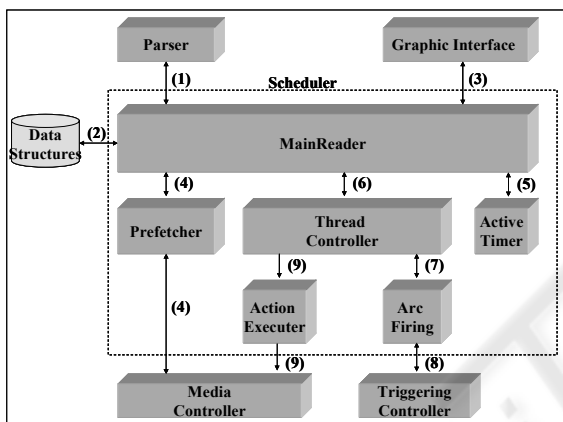 Parser
Graphic Interface
(1)
Scheduler
(3)
Data
Structures
(2)
MainReader
(4)
(6)
(5)
Prefetcher
Thread
Controller
Active
Timer
(9)
(7)
(4)
Action
Executer
Arc
Firing
(9)
(8)
Media
Controller
Triggering
Controller